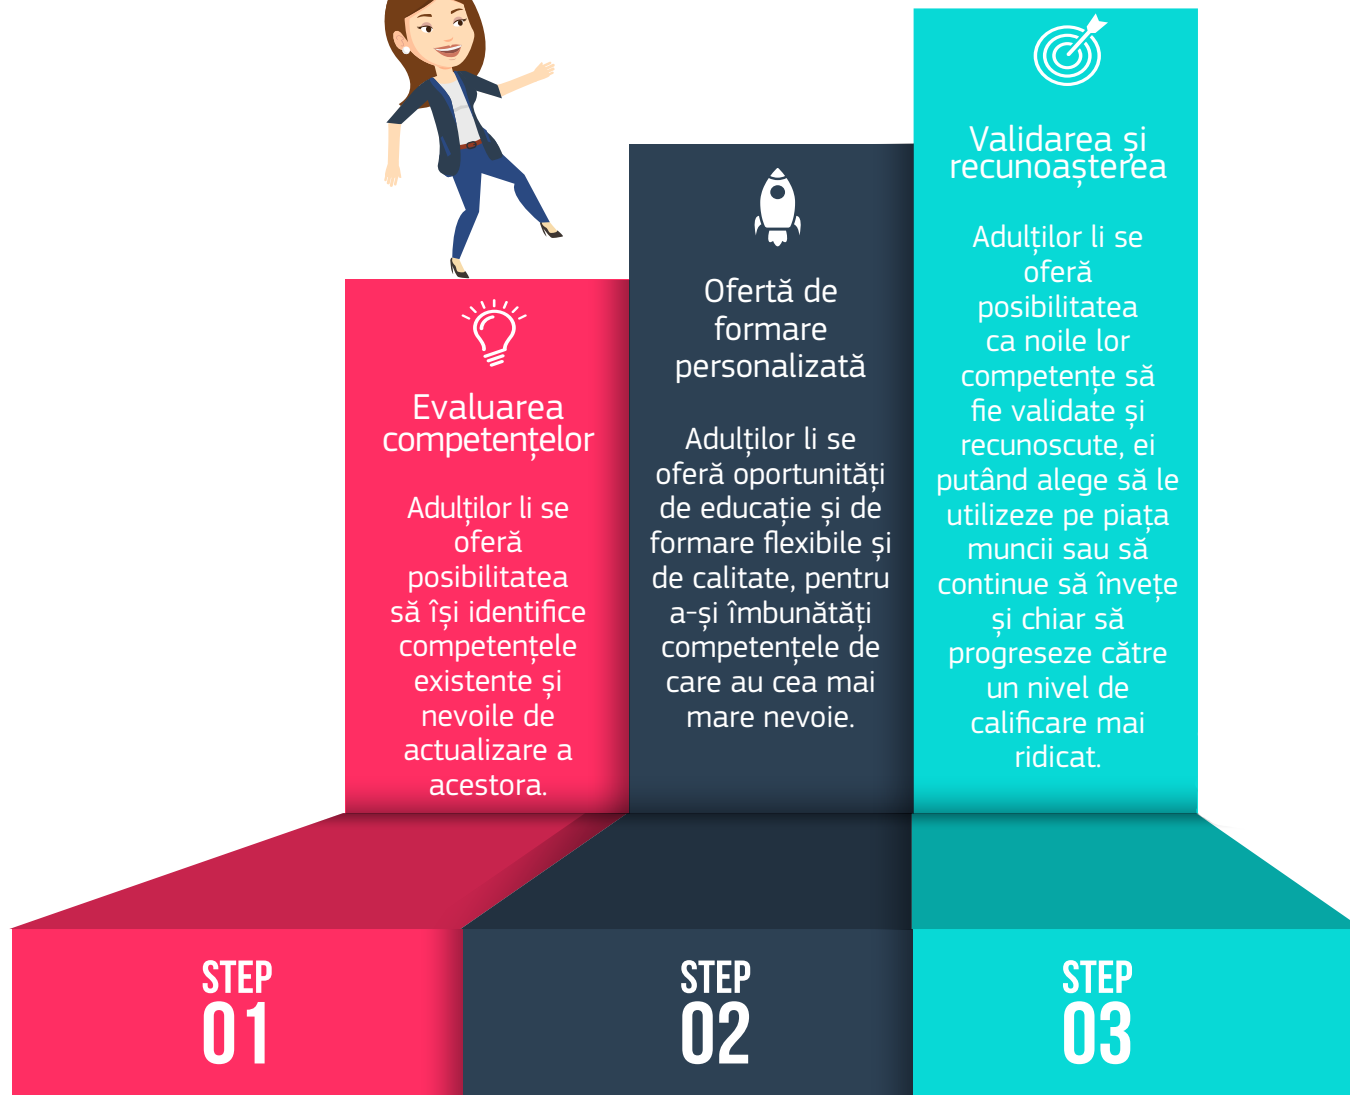 Evaluarea
competențelor
Adulților li se
oferă
posibilitatea
să își identifice
competențele
existente și
nevoile de
actualizare a
acestora.
Ofertă de
formare
personalizată
Adulților li se
oferă oportunități
de educație și de
formare flexibile și
de calitate, pentru
a-și îmbunătăți
competențele de
care au cea mai
mare nevoie.
Validarea și
recunoașterea
Adulților li se
oferă
posibilitatea
ca noile lor
competențe să
fie validate și
recunoscute, ei
putând alege să le
utilizeze pe piața
muncii sau să
continue să învețe
și chiar să
progreseze către
un nivel de
calificare mai
ridicat.
STEP
01
STEP
02
STEP
03